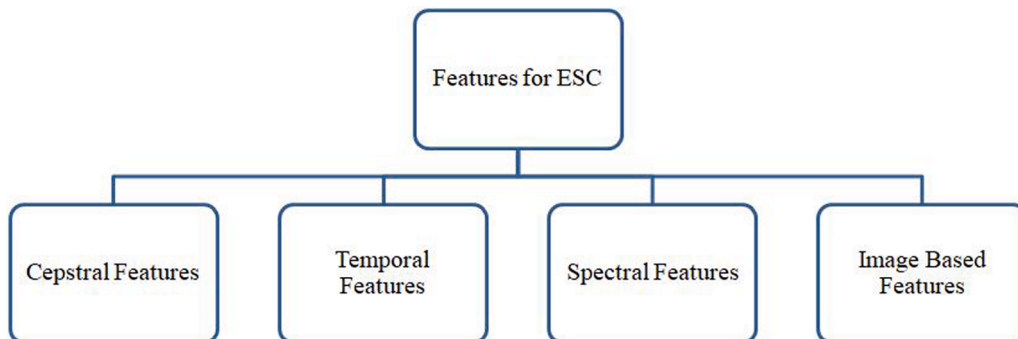 Features for ESC
Cepstral Features
Temporal
Features
Spectral Features
Image Based
Features